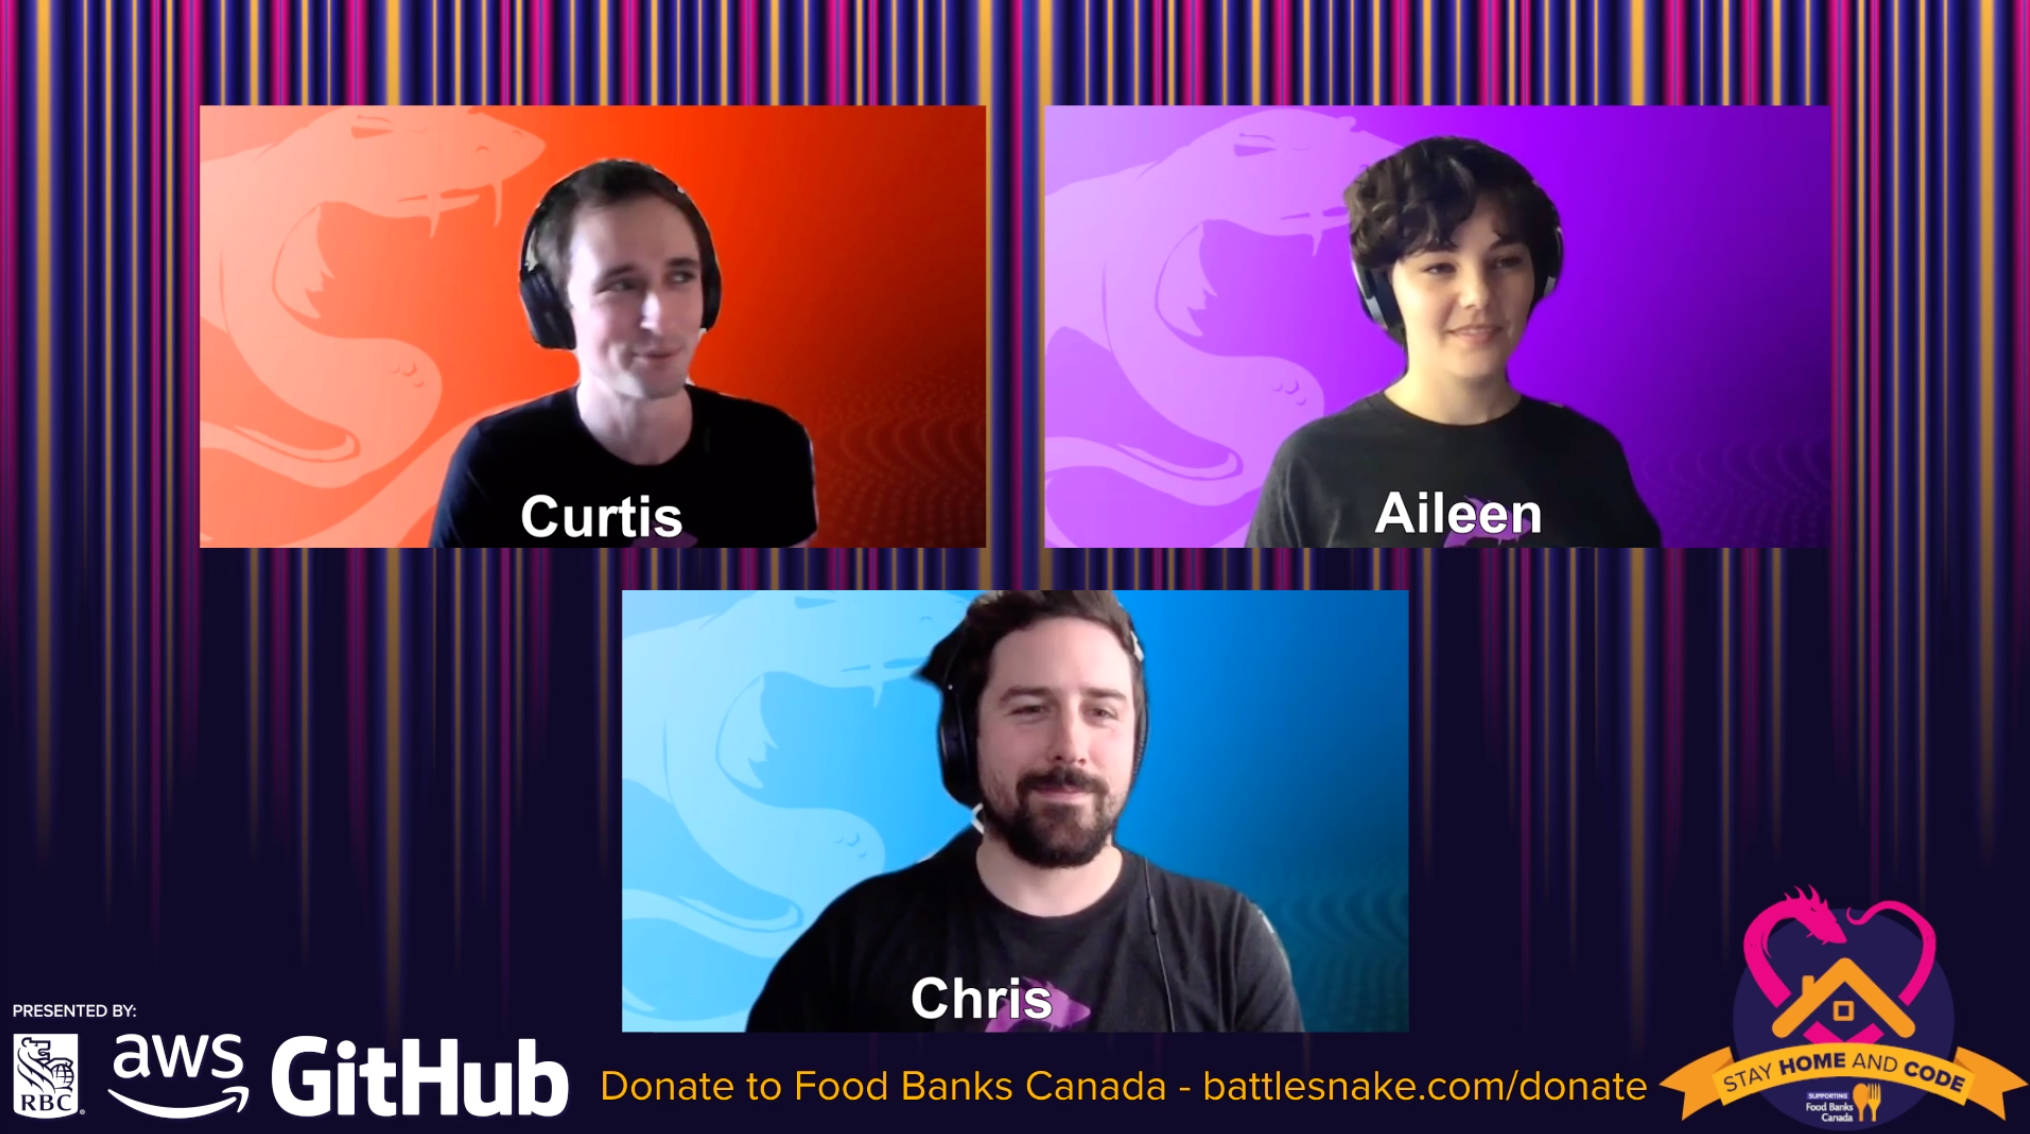 Curtis
Aileen
Chris
PRESENTED BY:
RBC
aws
GitHub
Donate to Food Banks Canada - battlesnake.com/donate
STAY HOME AND CODE
SUPPORTING
Food Banks
Canada